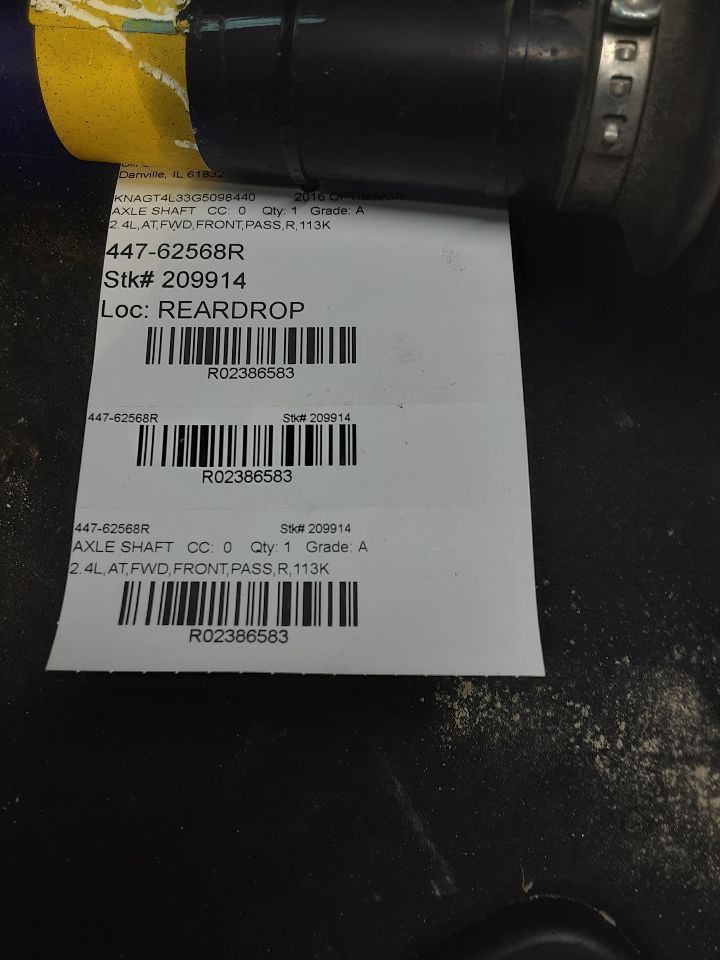 Danville, IL 61832
KNAGT4L33G5098440 2016 OPTIMAKIA
AXLE SHAFT CC: 0 Qty: 1 Grade: A
2.4L,AT,FWD,FRONT,PASS,R,113K
447-62568R
Stk# 209914
Loc: REARDROP
R02386583
447-62568R Stk# 209914
R02386583
447-62568R Stk# 209914
AXLE SHAFT CC: 0 Qty: 1 Grade: A
2.4L,AT,FWD,FRONT,PASS,R,113K
R02386583